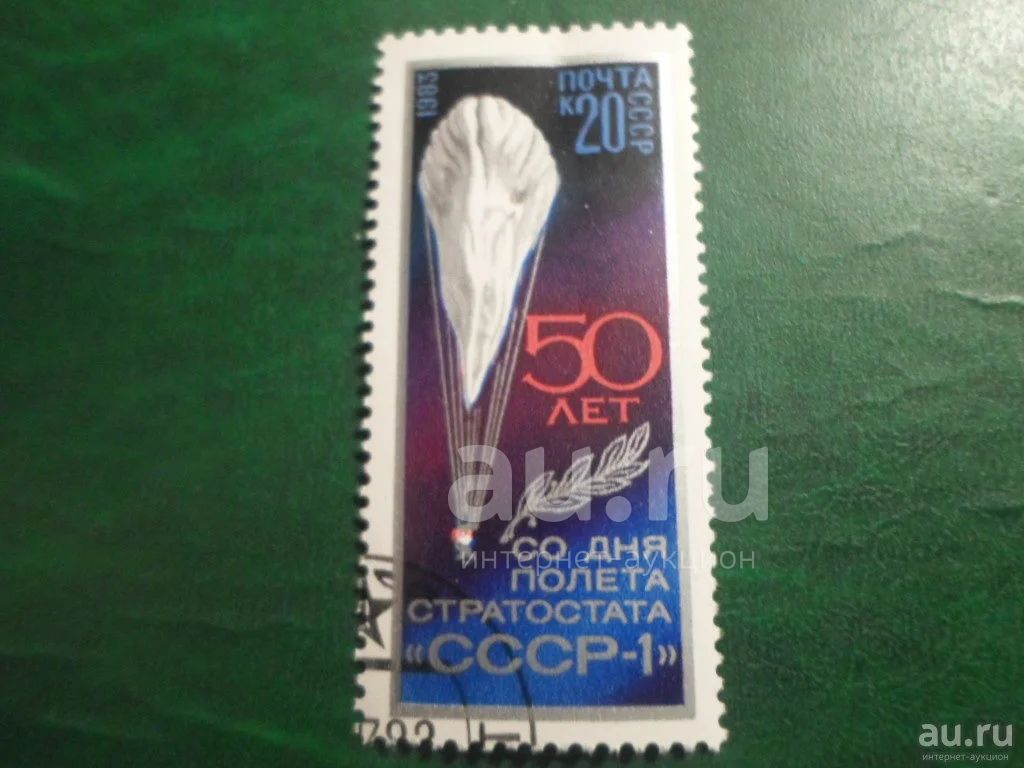 1983
ПОЧТА
СССР
К20
50
ЛЕТ
au.ru
интернет-аукцион
СО ДНЯ
ПОЛЕТА
СТРАТОСТАТА
«СССР-1»
au.ru
интернет-аукцион